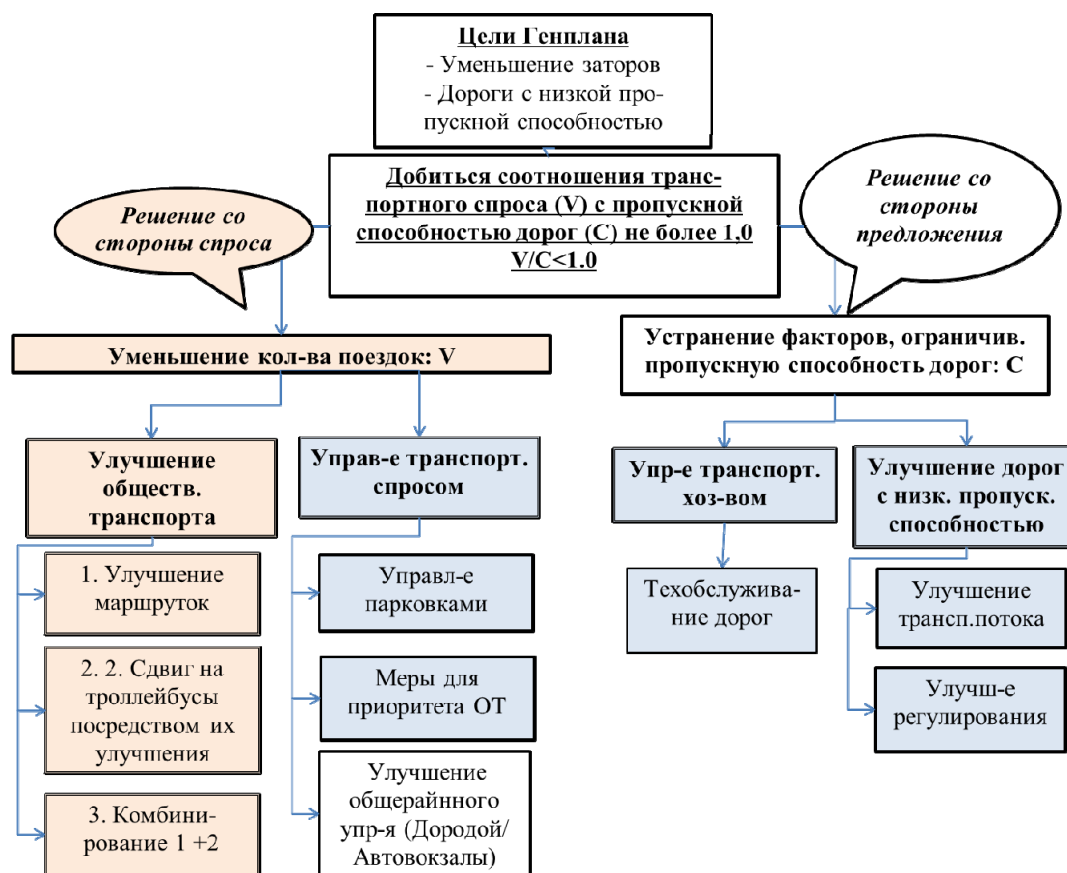 Цели Генплана
- Уменьшение заторов
- Дороги с низкой про-
пускной способностью
Добиться соотношения транс-
портного спроса (V) с пропускной
способностью дорог (C) не более 1,0
V/C<1.0
Решение со
стороны спроса
Решение со
стороны
предложения
Уменьшение кол-ва поездок: V
Устранение факторов, ограничив.
пропускную способность дорог: C
Улучшение
обществ.
транспорта
Управ-е транспорт.
спросом
Упр-е транспорт.
хоз-вом
Улучшение дорог
с низк. пропуск.
способностью
1. Улучшение
маршруток
2. 2. Сдвиг на
троллейбусы
посредством их
улучшения
3. Комбини-
рование 1 +2
Управл-е
парковками
Меры для
приоритета ОТ
Улучшение
общерайнного
упр-я (Дородой/
Автовокзалы)
Техобслужива-
ние дорог
Улучшение
трансп.потока
Улучш-е
регулирования